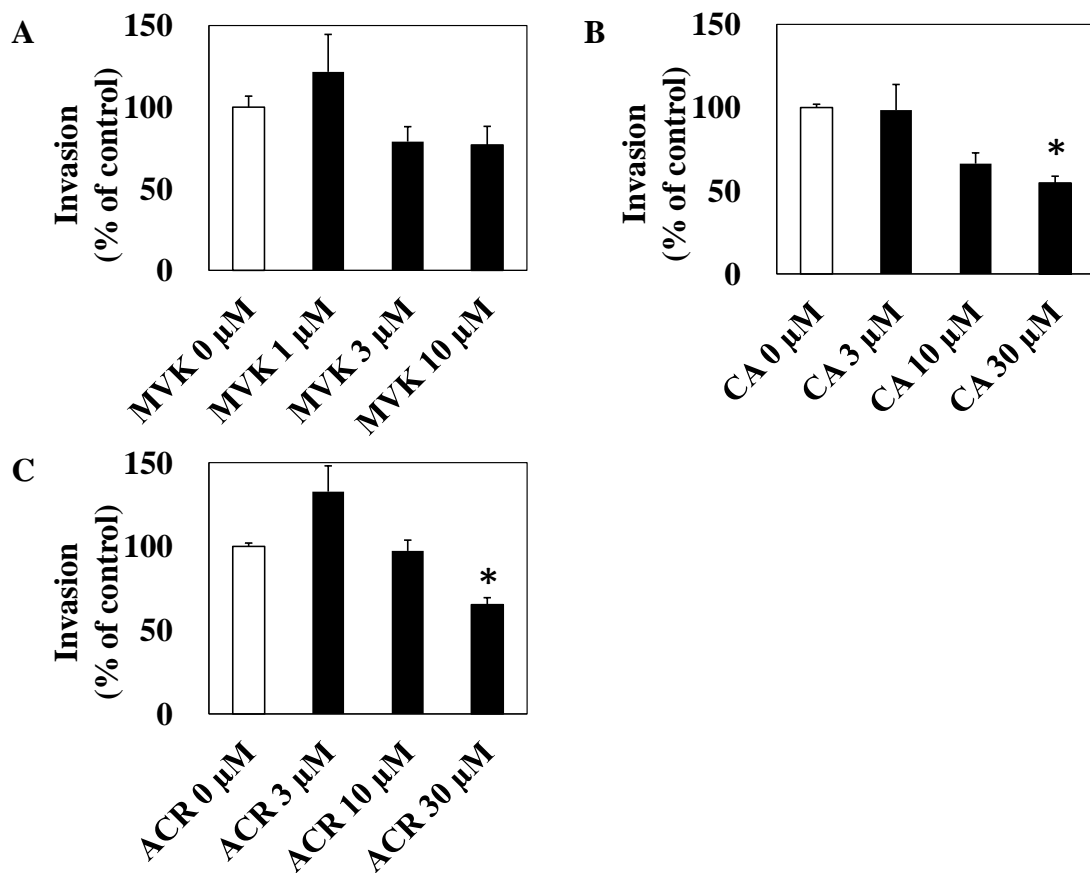 A
Invasion
(% of control)
150
100
50
0
MVK 0 µM
MVK 1 µM
MVK 3 µM
MVK 10 µM
B
Invasion
(% of control)
150
100
50
0
*
CA 0 µM
CA 3 µM
CA 10 µM
CA 30 µM
C
Invasion
(% of control)
150
100
50
0
*
ACR 0 µM
ACR 3 µM
ACR 10 µM
ACR 30 µM